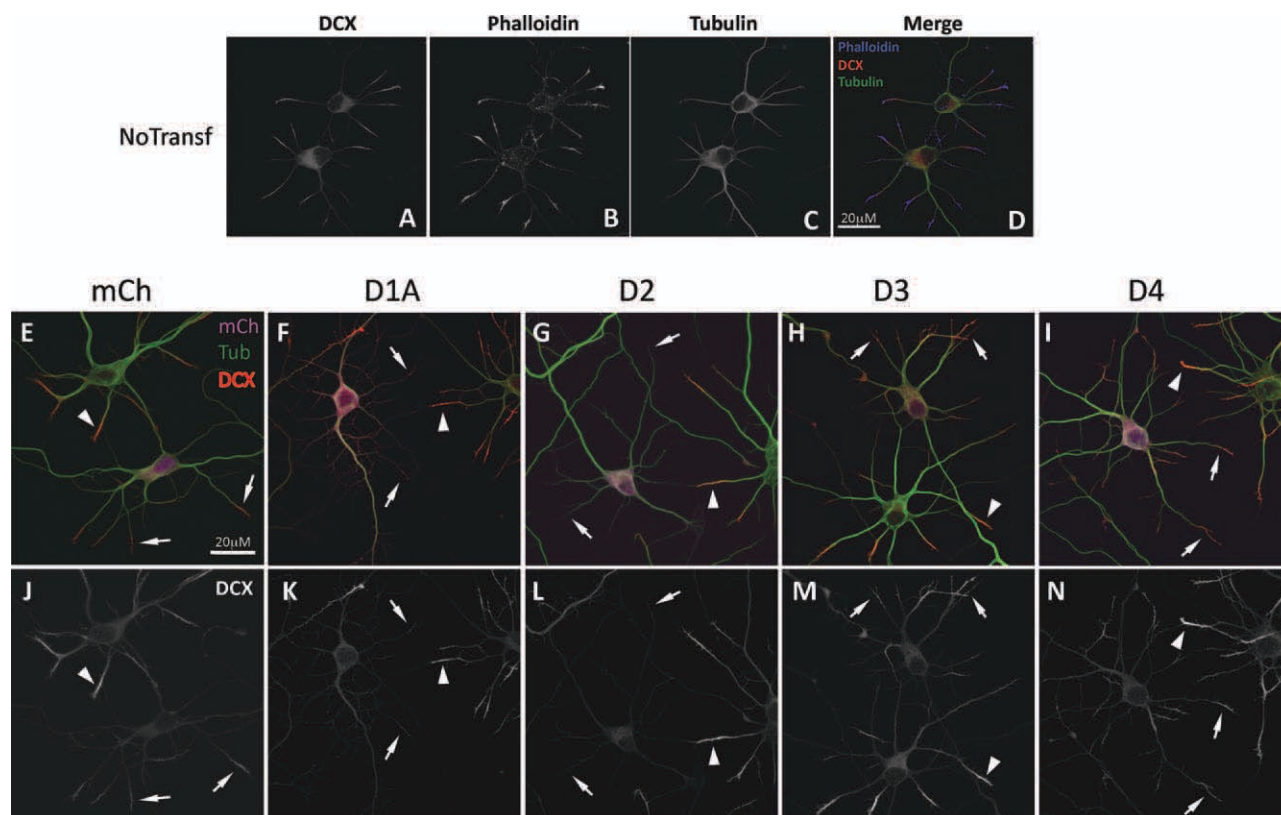 DCX Phalloidin Tubulin Merge
Phalloidin
DCX
Tubulin
NoTransf
A B C D
20μM
mCh D1A D2 D3 D4
E F G H I
mCh
Tub
DCX
20μM
J DCX K L M N